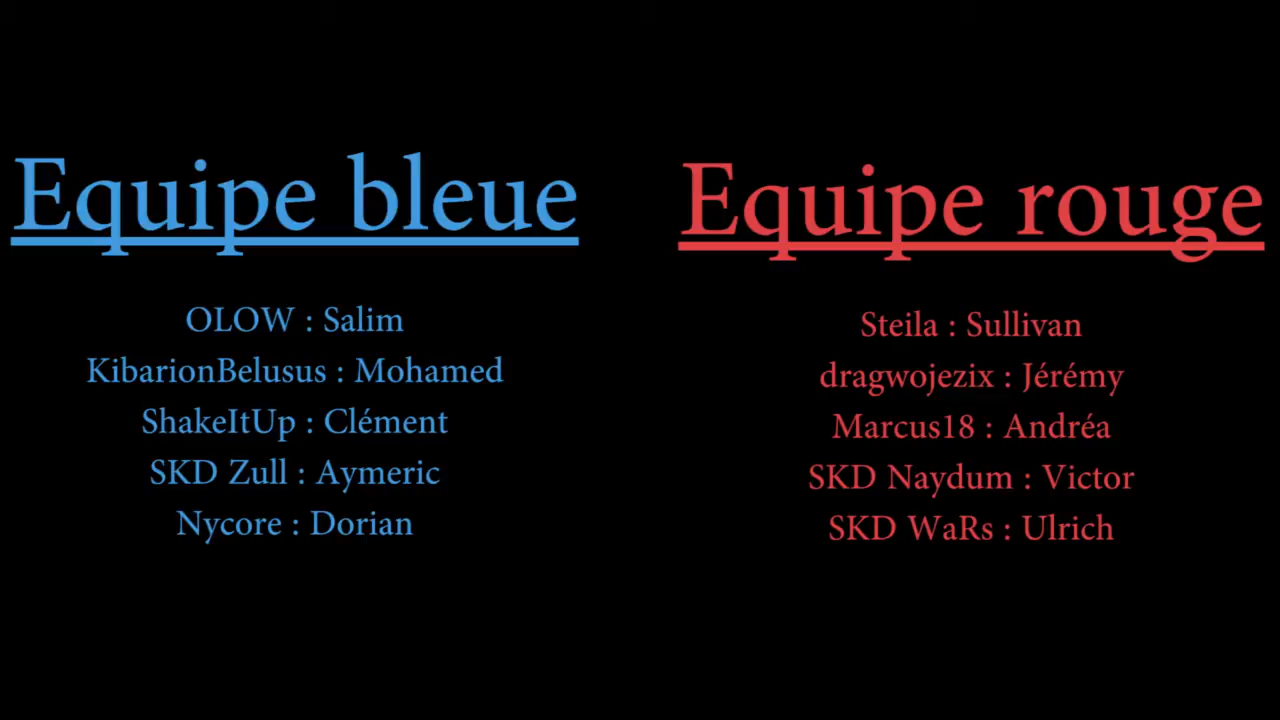 Equipe bleue
OLOW : Salim
KibarionBelusus : Mohamed
ShakeItUp : Clément
SKD Zull : Aymeric
Nycore : Dorian
Equipe rouge
Steila : Sullivan
dragwojezix : Jérémy
Marcus18 : Andréa
SKD Naydum : Victor
SKD WaRs : Ulrich